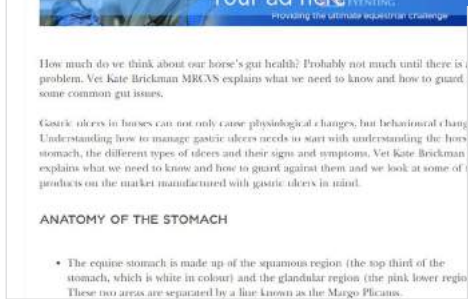 Your ad here
EVENTING
Providing the ultimate equestrian challenge
How much do we think about our horse's gut health? Probably not much until there is a
problem. Vet Kate Brickman MRCVS explains what we need to know and how to guard
some common gut issues.
Gastric ulcers in horses can not only cause physiological changes, but behavioural chang
Understanding how to manage gastric ulcers needs to start with understanding the hors
stomach, the different types of ulcers and their signs and symptoms. Vet Kate Brickman
explains what we need to know and how to guard against them and we look at some of
products on the market manufactured with gastric ulcers in mind.
ANATOMY OF THE STOMACH
• The equine stomach is made up of the squamous region (the top third of the
stomach, which is white in colour) and the glandular region (the pink lower regio
These two areas are separated by a line known as the Margo Plicatus.